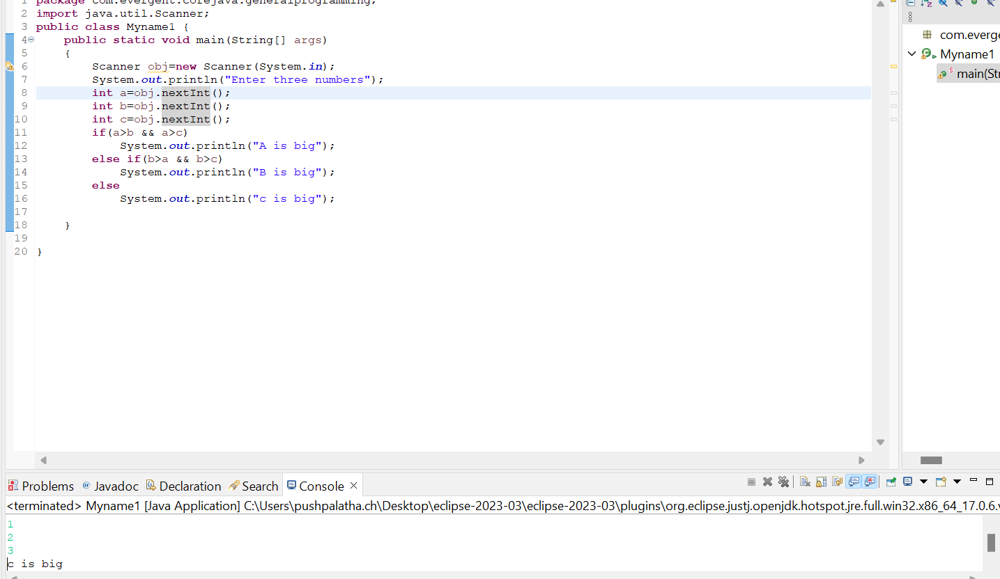 1 package com.evergent.corejava.generalprogramming;
2 import java.util.Scanner;
3 public class Myname1 {
4 public static void main(String[] args)
5 {
6 Scanner obj=new Scanner(System.in);
7 System.out.println("Enter three numbers");
8 int a=obj.nextInt();
9 int b=obj.nextInt();
10 int c=obj.nextInt();
11 if(a>b && a>c)
12 System.out.println("A is big");
13 else if(b>a && b>c)
14 System.out.println("B is big");
15 else
16 System.out.println("c is big");
17
18 }
19
20 }
com.everge
Myname1
main(Str
Problems @ Javadoc Declaration Search Console
<terminated> Myname1 [Java Application] C:\Users\pushpalatha.ch\Desktop\eclipse-2023-03\eclipse-2023-03\plugins\org.eclipse.justj.openjdk.hotspot.jre.full.win32.x86_64_17.0.6.v
1
2
3
c is big